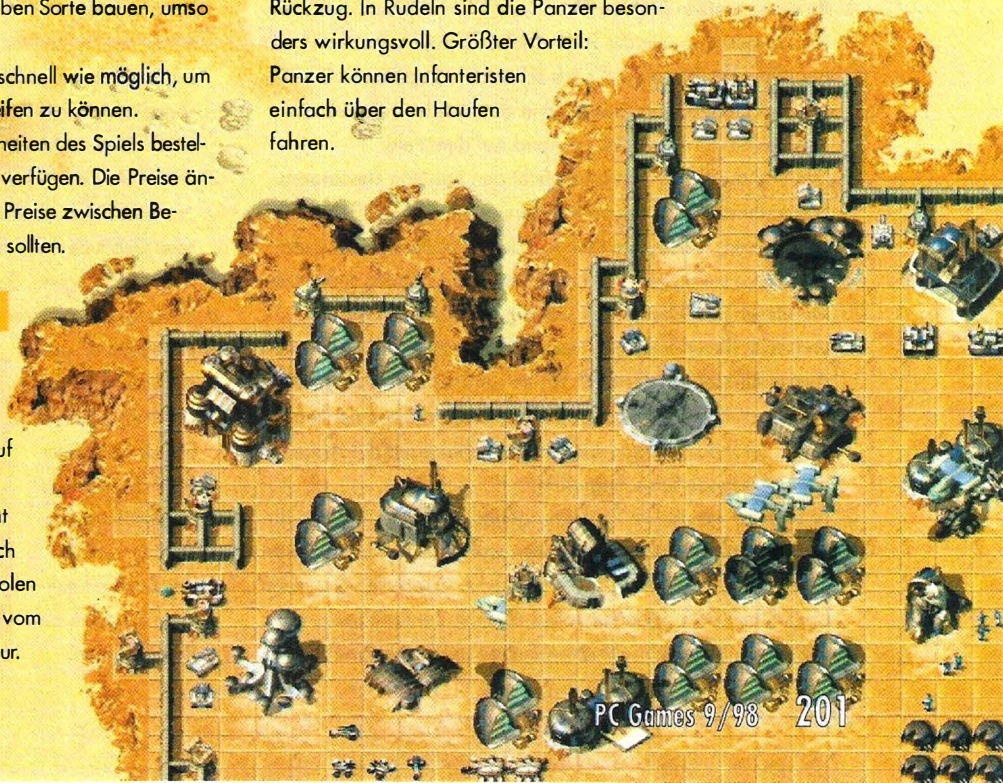 ben Sorte bauen, umso
schnell wie möglich, um
ifen zu können.
heiten des Spiels bestel-
verfügen. Die Preise än-
Preise zwischen Be-
sollten.
uf
ht
ch
olen
vom
ur.
Rückzug. In Rudeln sind die Panzer beson-
ders wirkungsvoll. Größter Vorteil:
Panzer können Infanteristen
einfach über den Haufen
fahren.
PC Games 9/98 201